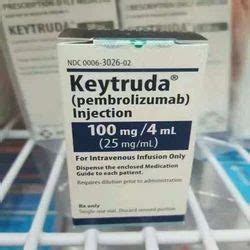 KEYTRUDA
NDC 0006-3026-02
Keytruda®
(pembrolizumab)
Injection
100 mg/4 mL
(25 mg/mL)
For Intravenous Infusion Only
Dispense the enclosed Medication
Guide to each patient.
Requires dilution prior to administration.
Rx only
Single-use vial. Discard unused portion.